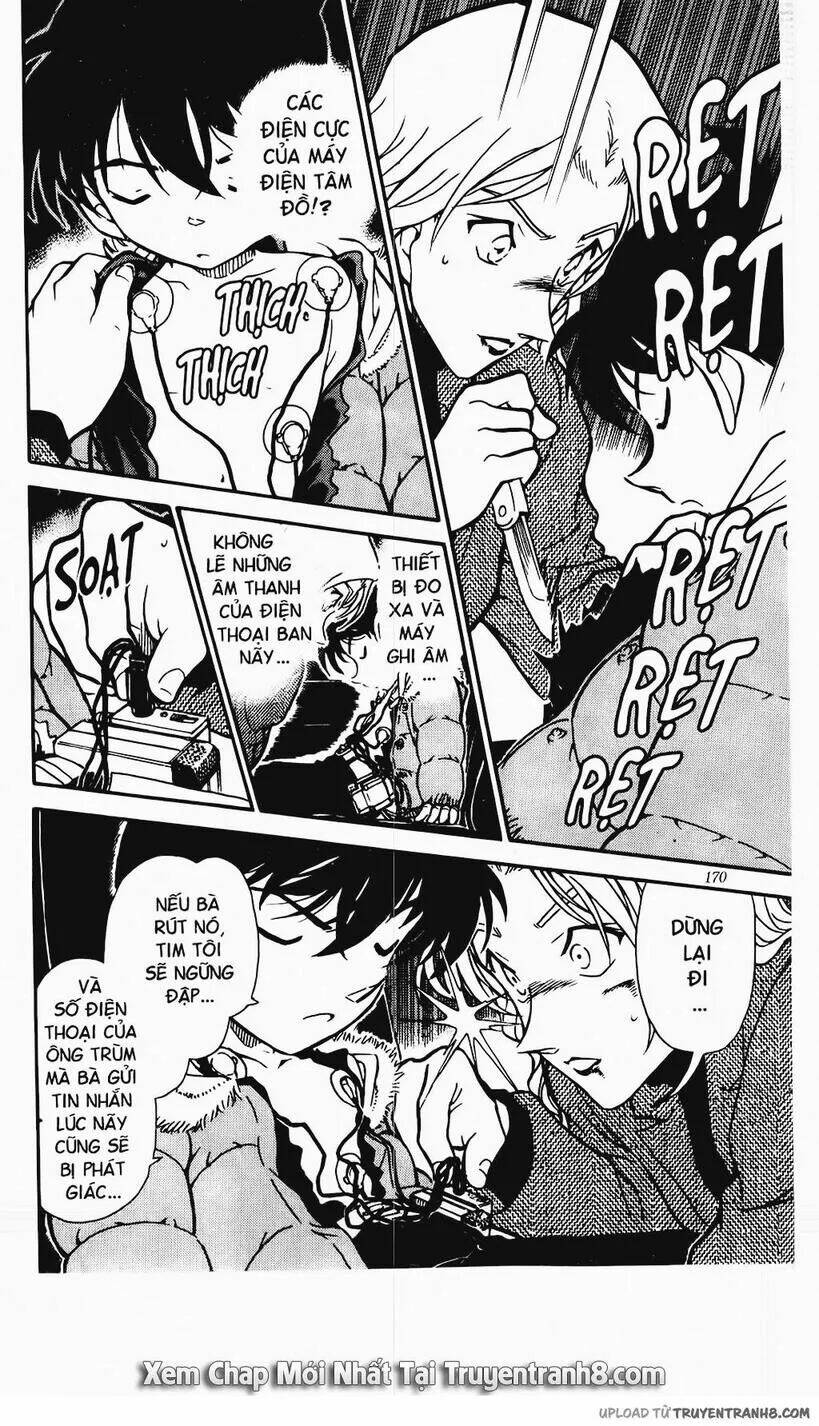 RẸT
RẸT
RẸT
RẸT
RẸT
CÁC
ĐIỆN CỰC
CỦA MÁY
ĐIỆN TÂM
ĐỒ!?
THỊCH
THỊCH
THIẾT
BỊ ĐO
XA VÀ
MÁY
GHI ÂM
...
KHÔNG
LẼ NHỮNG
ÂM THANH
CỦA ĐIỆN
THOẠI BAN
NÃY...
SOẠT
170
DỪNG
LẠI
ĐI
...
NẾU BÀ
RÚT NÓ,
TIM TÔI
SẼ NGỪNG
ĐẬP...
VÀ
SỐ ĐIỆN
THOẠI CỦA
ÔNG TRÙM
MÀ BÀ GỬI
TIN NHẮN
LÚC NÃY
CŨNG SẼ
BỊ PHÁT
GIÁC...
Xem Chap Mới Nhất Tại Truyentranh8.com
UPLOAD TỪ TRUYENTRANH8.COM